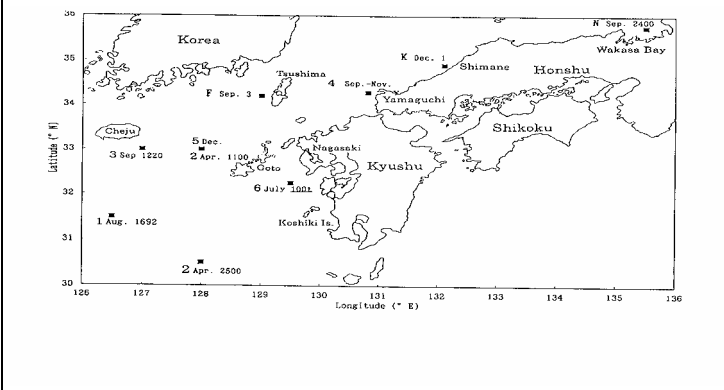 36
N Sep. 2400
Korea
K Dec. 1
Wakasa Bay
35
Shimane
Tsushima
Honshu
4 Sep.-Nov.
F Sep. 3
34
Yamaguchi
Cheju
Shikoku
5 Dec.
33
Nagasaki
3 Sep 1220
2 Apr. 1100
Kyushu
Goto
32
6 July 100t
1 Aug. 1692
Koshiki Is.
31
2 Apr. 2500
30
126 127 128 129 130 131 132 133 134 135 136
Longitude (° E)
Latitude (° N)